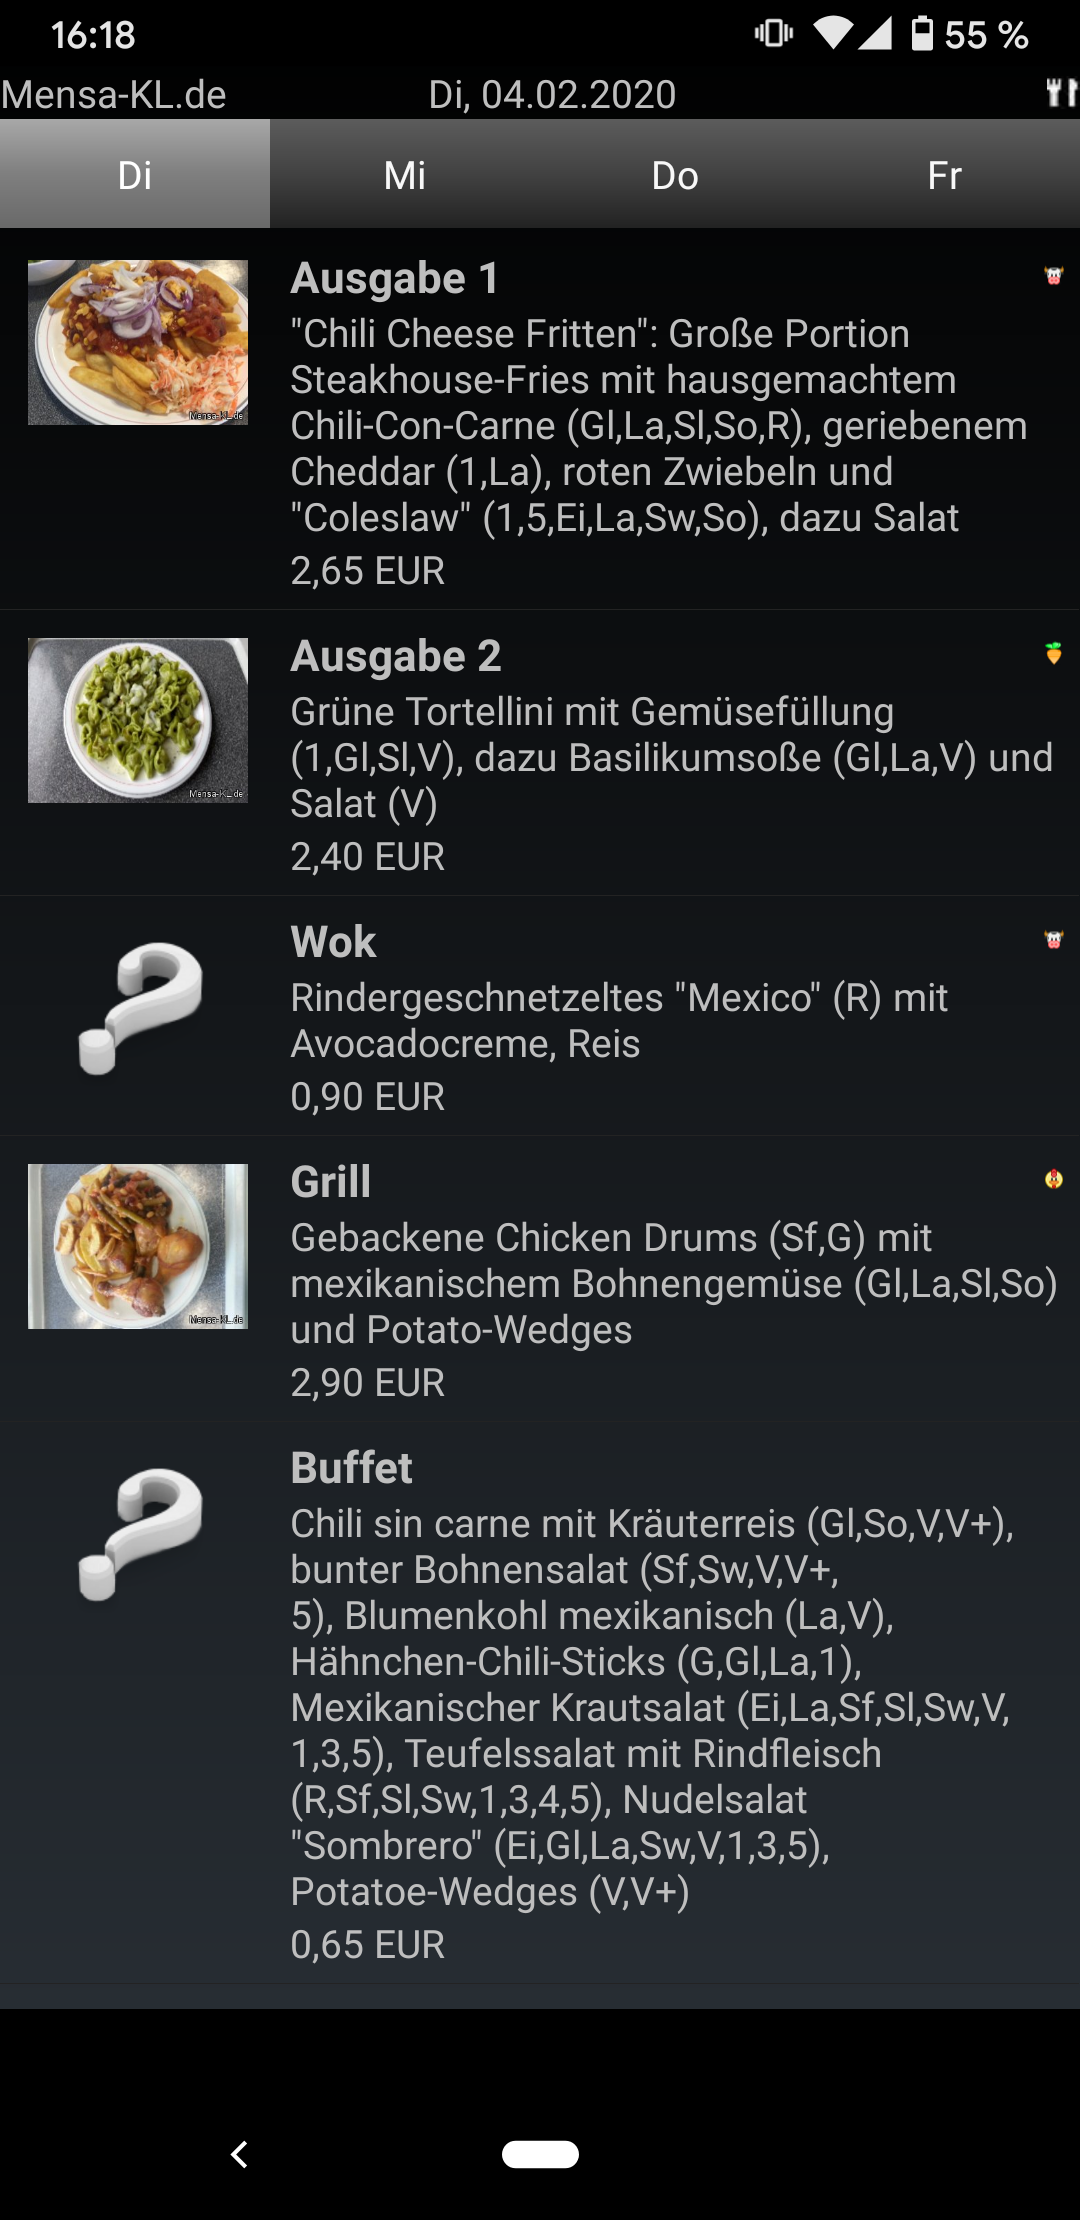 16:18
55 %
Mensa-KL.de Di, 04.02.2020
Di Mi Do Fr
Ausgabe 1
"Chili Cheese Fritten": Große Portion
Steakhouse-Fries mit hausgemachtem
Chili-Con-Carne (Gl,La,Sl,So,R), geriebenem
Cheddar (1,La), roten Zwiebeln und
"Coleslaw" (1,5,Ei,La,Sw,So), dazu Salat
2,65 EUR
Mensa-KL.de
Ausgabe 2
Grüne Tortellini mit Gemüsefüllung
(1,Gl,Sl,V), dazu Basilikumsoße (Gl,La,V) und
Salat (V)
2,40 EUR
Mensa-KL.de
Wok
Rindergeschnetzeltes "Mexico" (R) mit
Avocadocreme, Reis
0,90 EUR
Grill
Gebackene Chicken Drums (Sf,G) mit
mexikanischem Bohnengemüse (Gl,La,Sl,So)
und Potato-Wedges
2,90 EUR
Mensa-KL.de
Buffet
Chili sin carne mit Kräuterreis (Gl,So,V,V+),
bunter Bohnensalat (Sf,Sw,V,V+,
5), Blumenkohl mexikanisch (La,V),
Hähnchen-Chili-Sticks (G,Gl,La,1),
Mexikanischer Krautsalat (Ei,La,Sf,Sl,Sw,V,
1,3,5), Teufelssalat mit Rindfleisch
(R,Sf,Sl,Sw,1,3,4,5), Nudelsalat
"Sombrero" (Ei,Gl,La,Sw,V,1,3,5),
Potatoe-Wedges (V,V+)
0,65 EUR